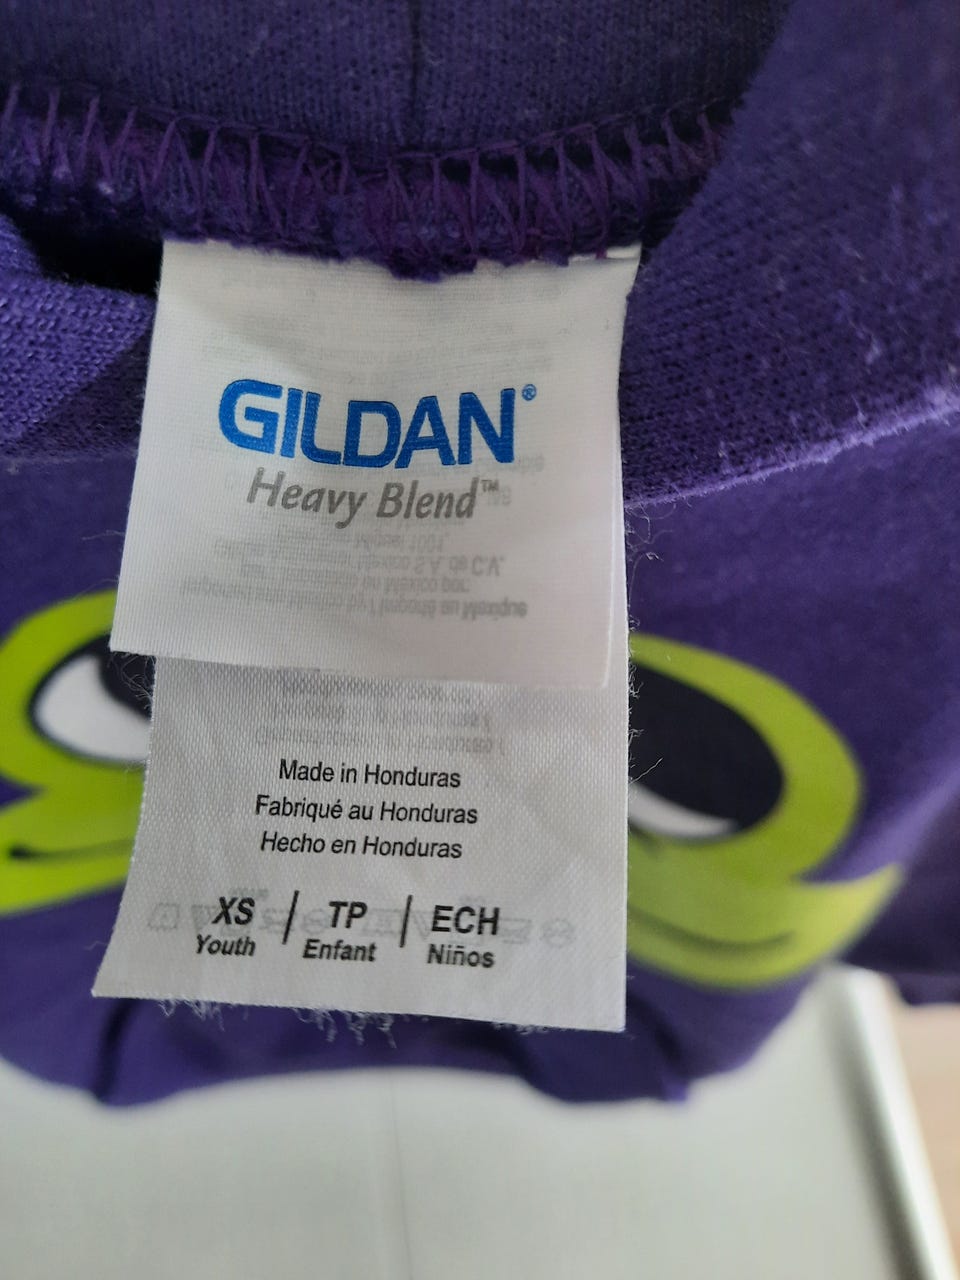 GILDAN®
Heavy Blend™
Made in Honduras
Fabriqué au Honduras
Hecho en Honduras
XS / TP / ECH
Youth Enfant Niños